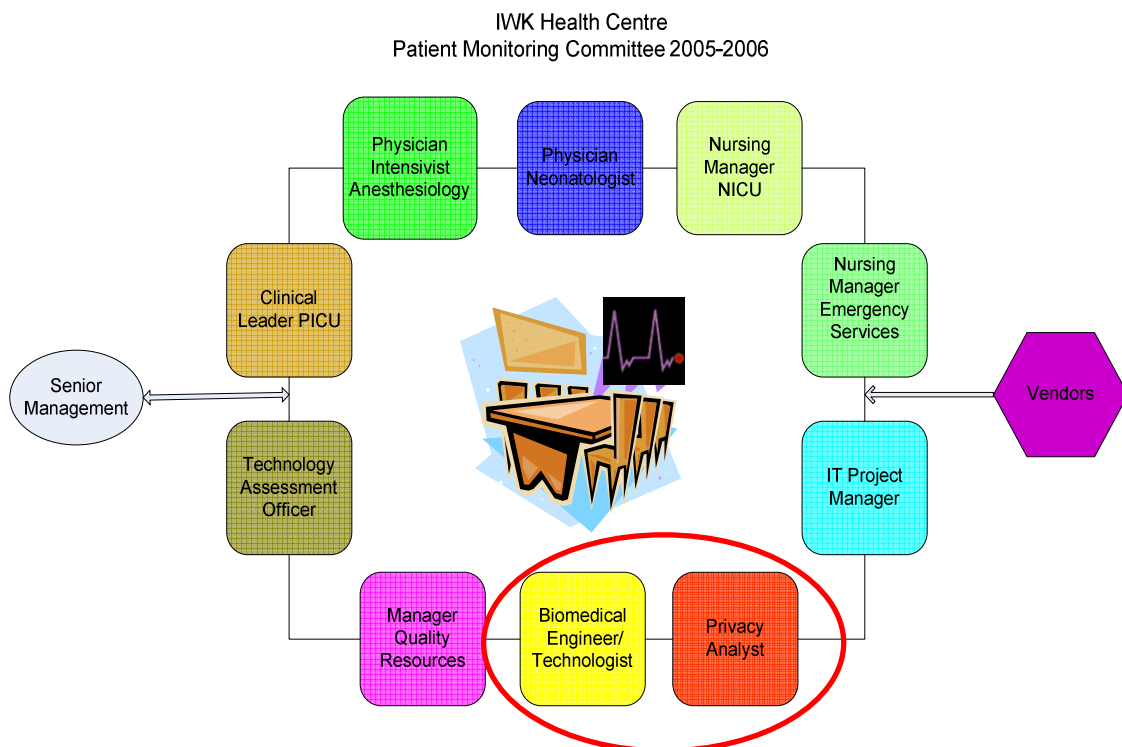 IWK Health Centre
Patient Monitoring Committee 2005-2006
Physician
Intensivist
Anesthesiology
Physician
Neonatologist
Nursing
Manager
NICU
Clinical
Leader PICU
Nursing
Manager
Emergency
Services
Senior
Management
Vendors
Technology
Assessment
Officer
IT Project
Manager
Manager
Quality
Resources
Biomedical
Engineer/
Technologist
Privacy
Analyst